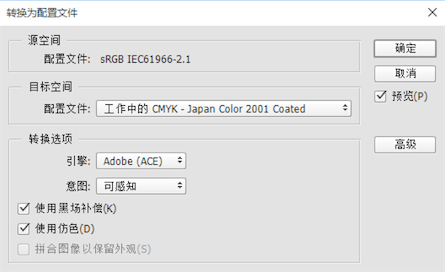 转换为配置文件
源空间
配置文件: sRGB IEC61966-2.1
目标空间
配置文件: 工作中的 CMYK - Japan Color 2001 Coated
转换选项
引擎: Adobe (ACE)
意图: 可感知
使用黑场补偿(K)
使用仿色(D)
拼合图像以保留外观(S)
确定
取消
预览(P)
高级